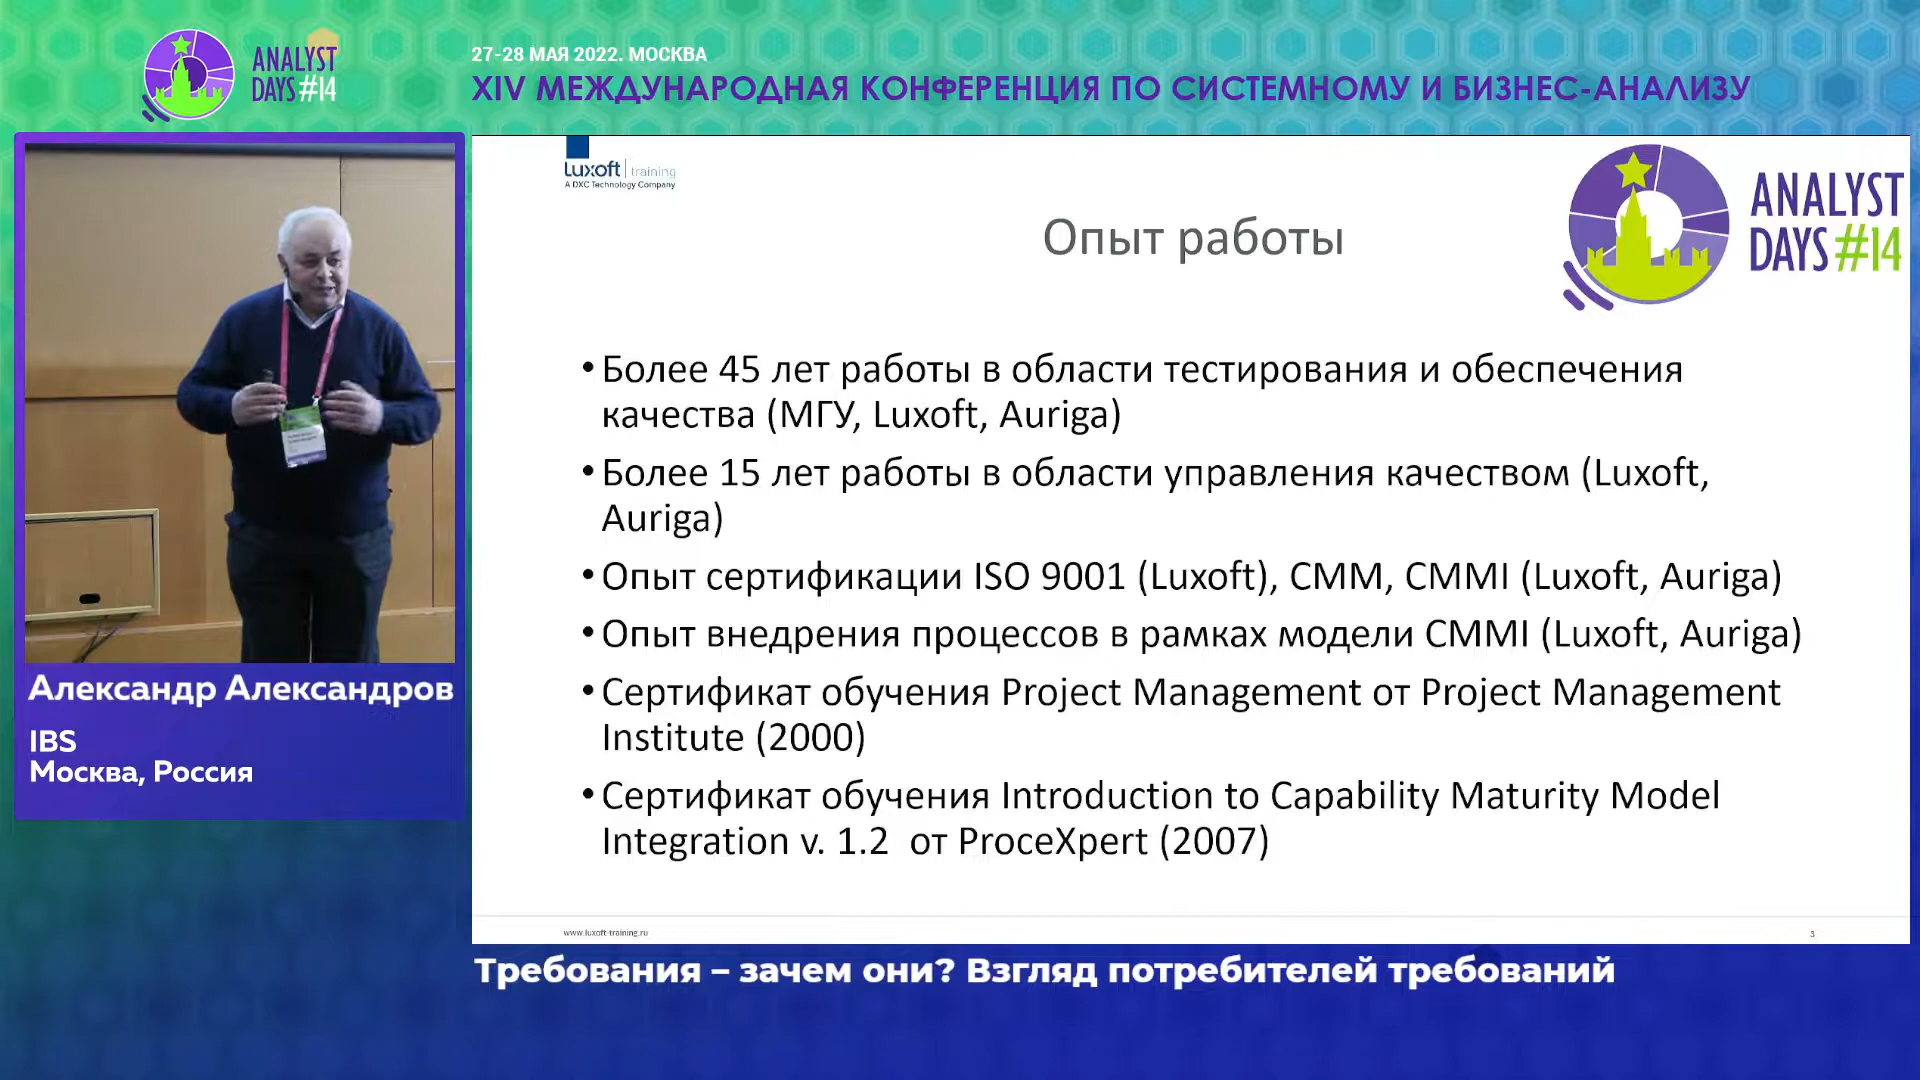 ANALYST
DAYS #14
27-28 МАЯ 2022. МОСКВА
XIV МЕЖДУНАРОДНАЯ КОНФЕРЕНЦИЯ ПО СИСТЕМНОМУ И БИЗНЕС-АНАЛИЗУ
Luxoft training
A DXC Technology Company
ANALYST
DAYS #14
Опыт работы
• Более 45 лет работы в области тестирования и обеспечения
качества (МГУ, Luxoft, Auriga)
• Более 15 лет работы в области управления качеством (Luxoft,
Auriga)
• Опыт сертификации ISO 9001 (Luxoft), CMM, CMMI (Luxoft, Auriga)
• Опыт внедрения процессов в рамках модели CMMI (Luxoft, Auriga)
• Сертификат обучения Project Management от Project Management
Institute (2000)
• Сертификат обучения Introduction to Capability Maturity Model
Integration v. 1.2 от ProceXpert (2007)
www.luxoft-training.ru
3
Александр Александров
IBS
Москва, Россия
Требования – зачем они? Взгляд потребителей требований